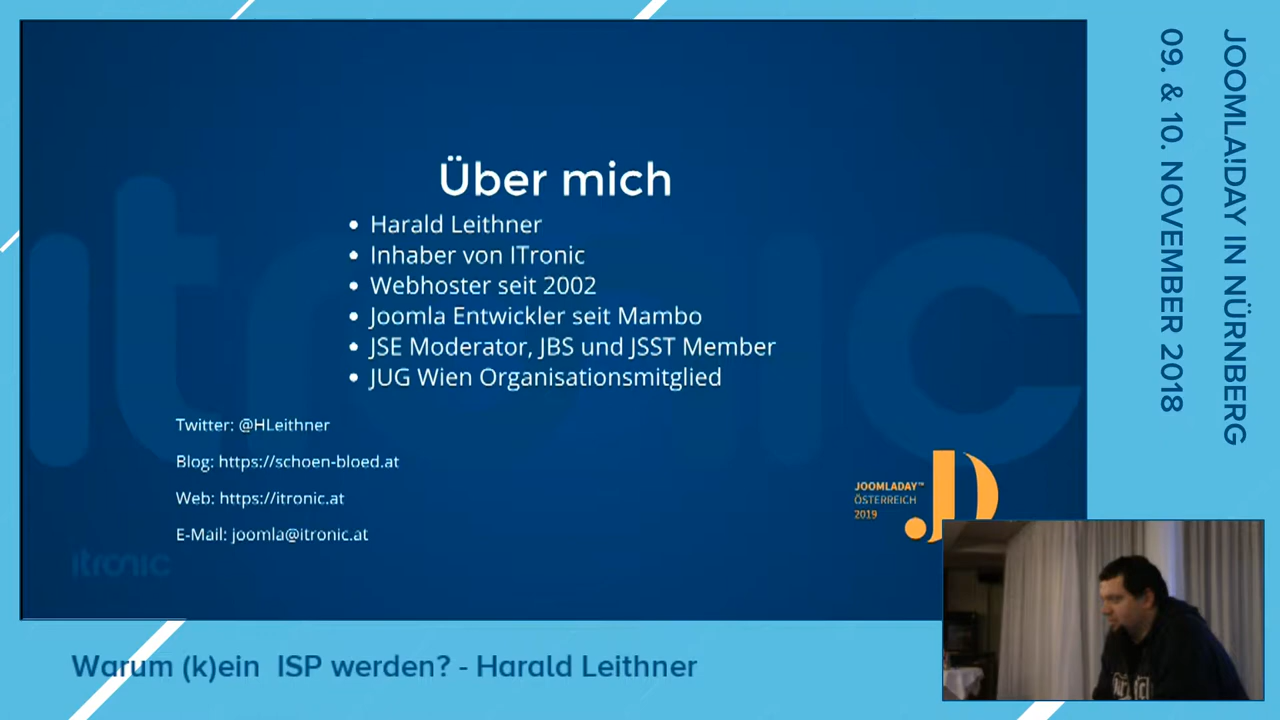 Über mich
Harald Leithner
Inhaber von ITronic
Webhoster seit 2002
Joomla Entwickler seit Mambo
JSE Moderator, JBS und JSST Member
JUG Wien Organisationsmitglied
Twitter: @HLeithner
Blog: https://schoen-bloed.at
Web: https://itronic.at
E-Mail: joomla@itronic.at
itronic
itronic
JOOMLADAY™
ÖSTERREICH
2019
JD
JOOMLA!DAY IN NÜRNBERG
09. & 10. NOVEMBER 2018
Warum (k)ein ISP werden? - Harald Leithner